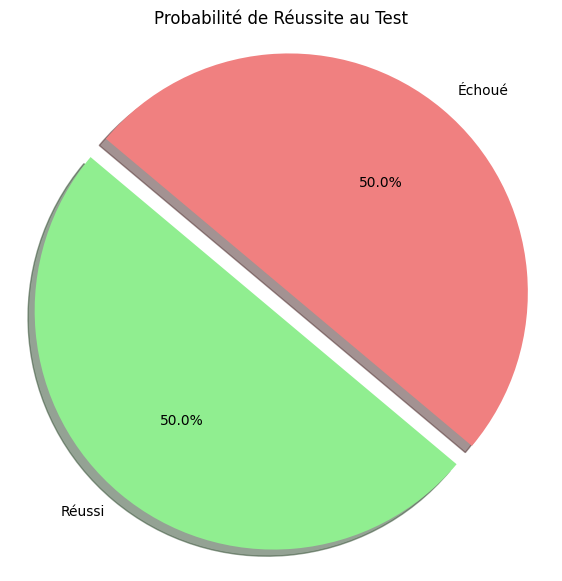 Probabilité de Réussite au Test
Échoué
50.0%
50.0%
Réussi